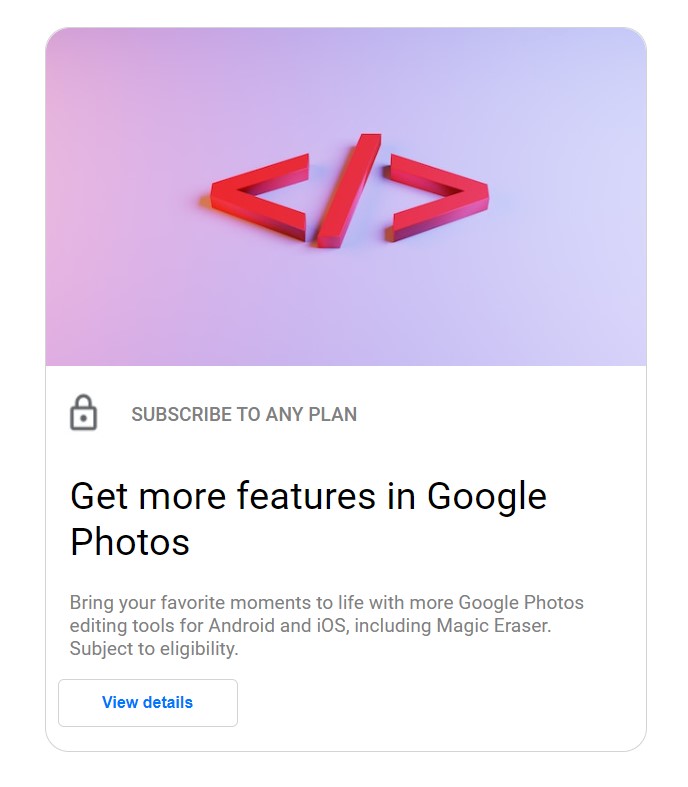 SUBSCRIBE TO ANY PLAN
Get more features in Google
Photos
Bring your favorite moments to life with more Google Photos
editing tools for Android and iOS, including Magic Eraser.
Subject to eligibility.
View details